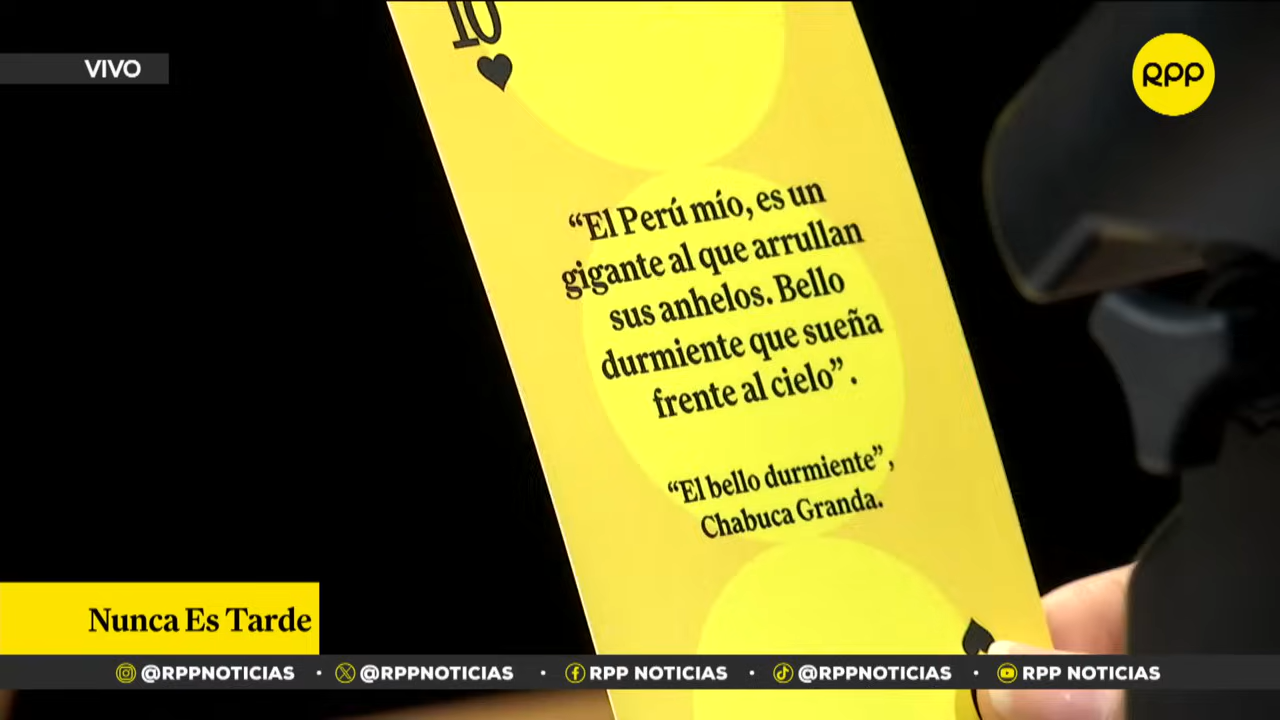 VIVO
RPP
10
“El Perú mío, es un
gigante al que arrullan
sus anhelos. Bello
durmiente que sueña
frente al cielo” .
“El bello durmiente” ,
Chabuca Granda.
Nunca Es Tarde
@RPPNOTICIAS • @RPPNOTICIAS • RPP NOTICIAS • @RPPNOTICIAS • RPP NOTICIAS